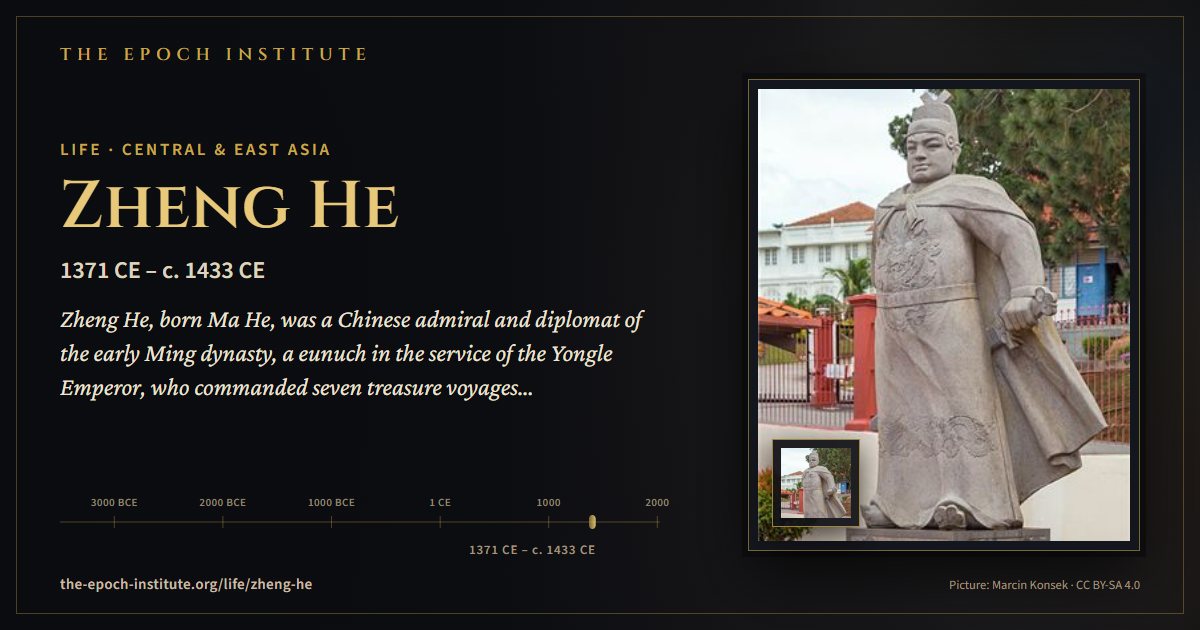 THE EPOCH INSTITUTE
LIFE · CENTRAL & EAST ASIA
ZHENG HE
1371 CE – c. 1433 CE
Zheng He, born Ma He, was a Chinese admiral and diplomat of
the early Ming dynasty, a eunuch in the service of the Yongle
Emperor, who commanded seven treasure voyages...
3000 BCE 2000 BCE 1000 BCE 1 CE 1000 2000
1371 CE – c. 1433 CE
the-epoch-institute.org/life/zheng-he
Picture: Marcin Konsek · CC BY-SA 4.0